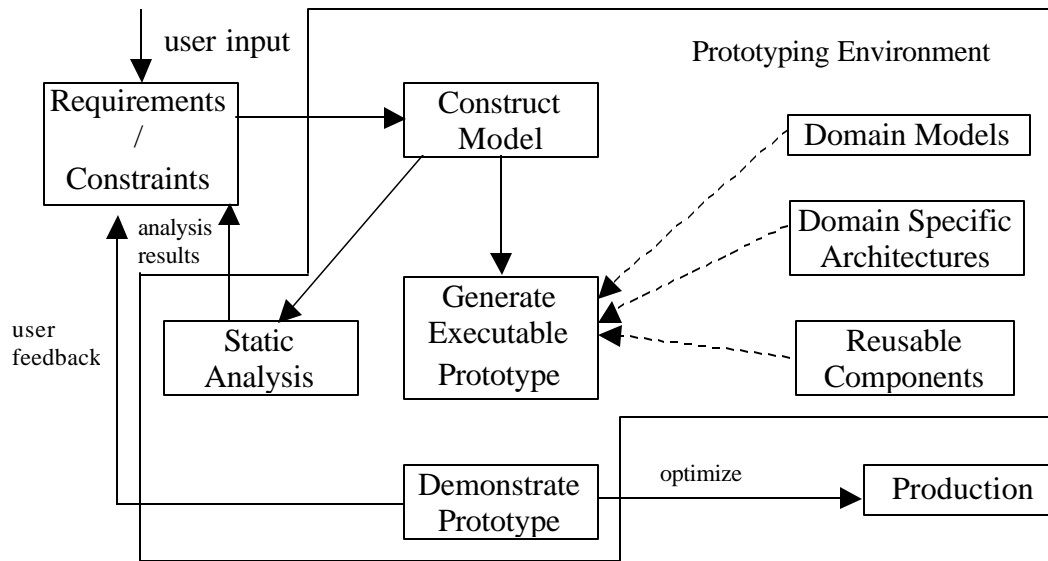 user input
Prototyping Environment
Requirements
/
Constraints
Construct
Model
Domain Models
analysis
results
Domain Specific
Architectures
user
feedback
Static
Analysis
Generate
Executable
Prototype
Reusable
Components
Demonstrate
Prototype
optimize
Production